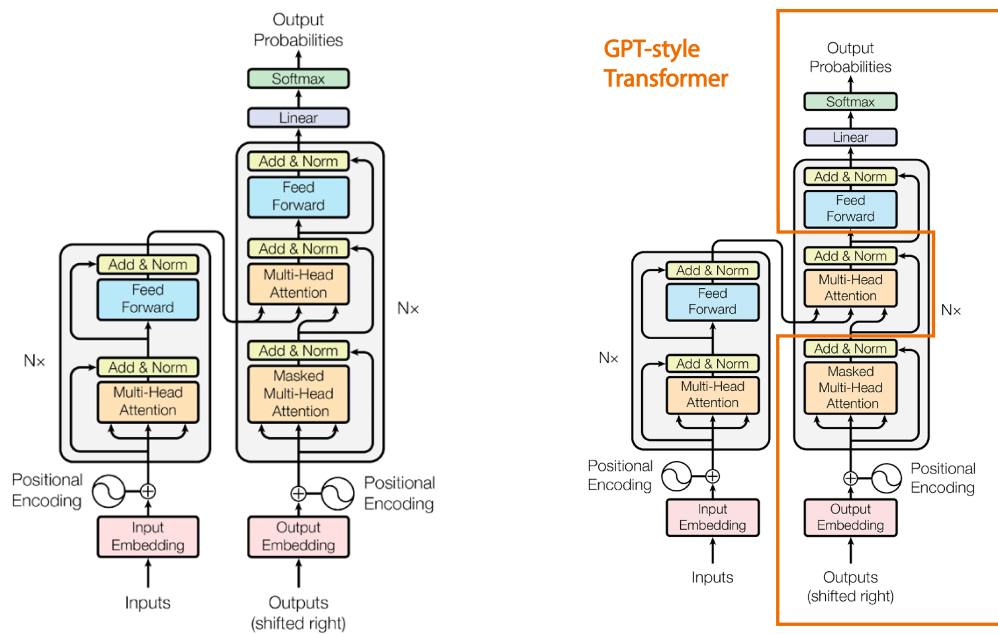 Output
Probabilities
Softmax
Linear
Add & Norm
Feed
Forward
Add & Norm
Multi-Head
Attention
Add & Norm
Masked
Multi-Head
Attention
Nx
Add & Norm
Feed
Forward
Add & Norm
Multi-Head
Attention
Nx
Positional
Encoding
Positional
Encoding
Input
Embedding
Output
Embedding
Inputs
Outputs
(shifted right)
GPT-style
Transformer
Output
Probabilities
Softmax
Linear
Add & Norm
Feed
Forward
Add & Norm
Multi-Head
Attention
Add & Norm
Masked
Multi-Head
Attention
Nx
Add & Norm
Feed
Forward
Add & Norm
Multi-Head
Attention
Nx
Positional
Encoding
Positional
Encoding
Input
Embedding
Output
Embedding
Inputs
Outputs
(shifted right)